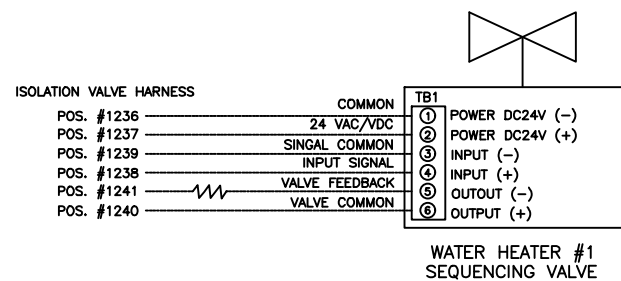 ISOLATION VALVE HARNESS
TB1
POS. #1236 COMMON 1 POWER DC24V (-)
POS. #1237 24 VAC/VDC 2 POWER DC24V (+)
POS. #1239 SINGAL COMMON 3 INPUT (-)
POS. #1238 INPUT SIGNAL 4 INPUT (+)
POS. #1241 VALVE FEEDBACK 5 OUTOUT (-)
POS. #1240 VALVE COMMON 6 OUTPUT (+)
WATER HEATER #1
SEQUENCING VALVE